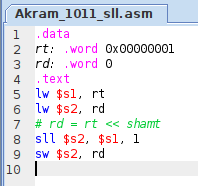 Akram_1011_sll.asm
1 .data
2 rt: .word 0x00000001
3 rd: .word 0
4 .text
5 lw $s1, rt
6 lw $s2, rd
7 # rd = rt << shamt
8 sll $s2, $s1, 1
9 sw $s2, rd
10